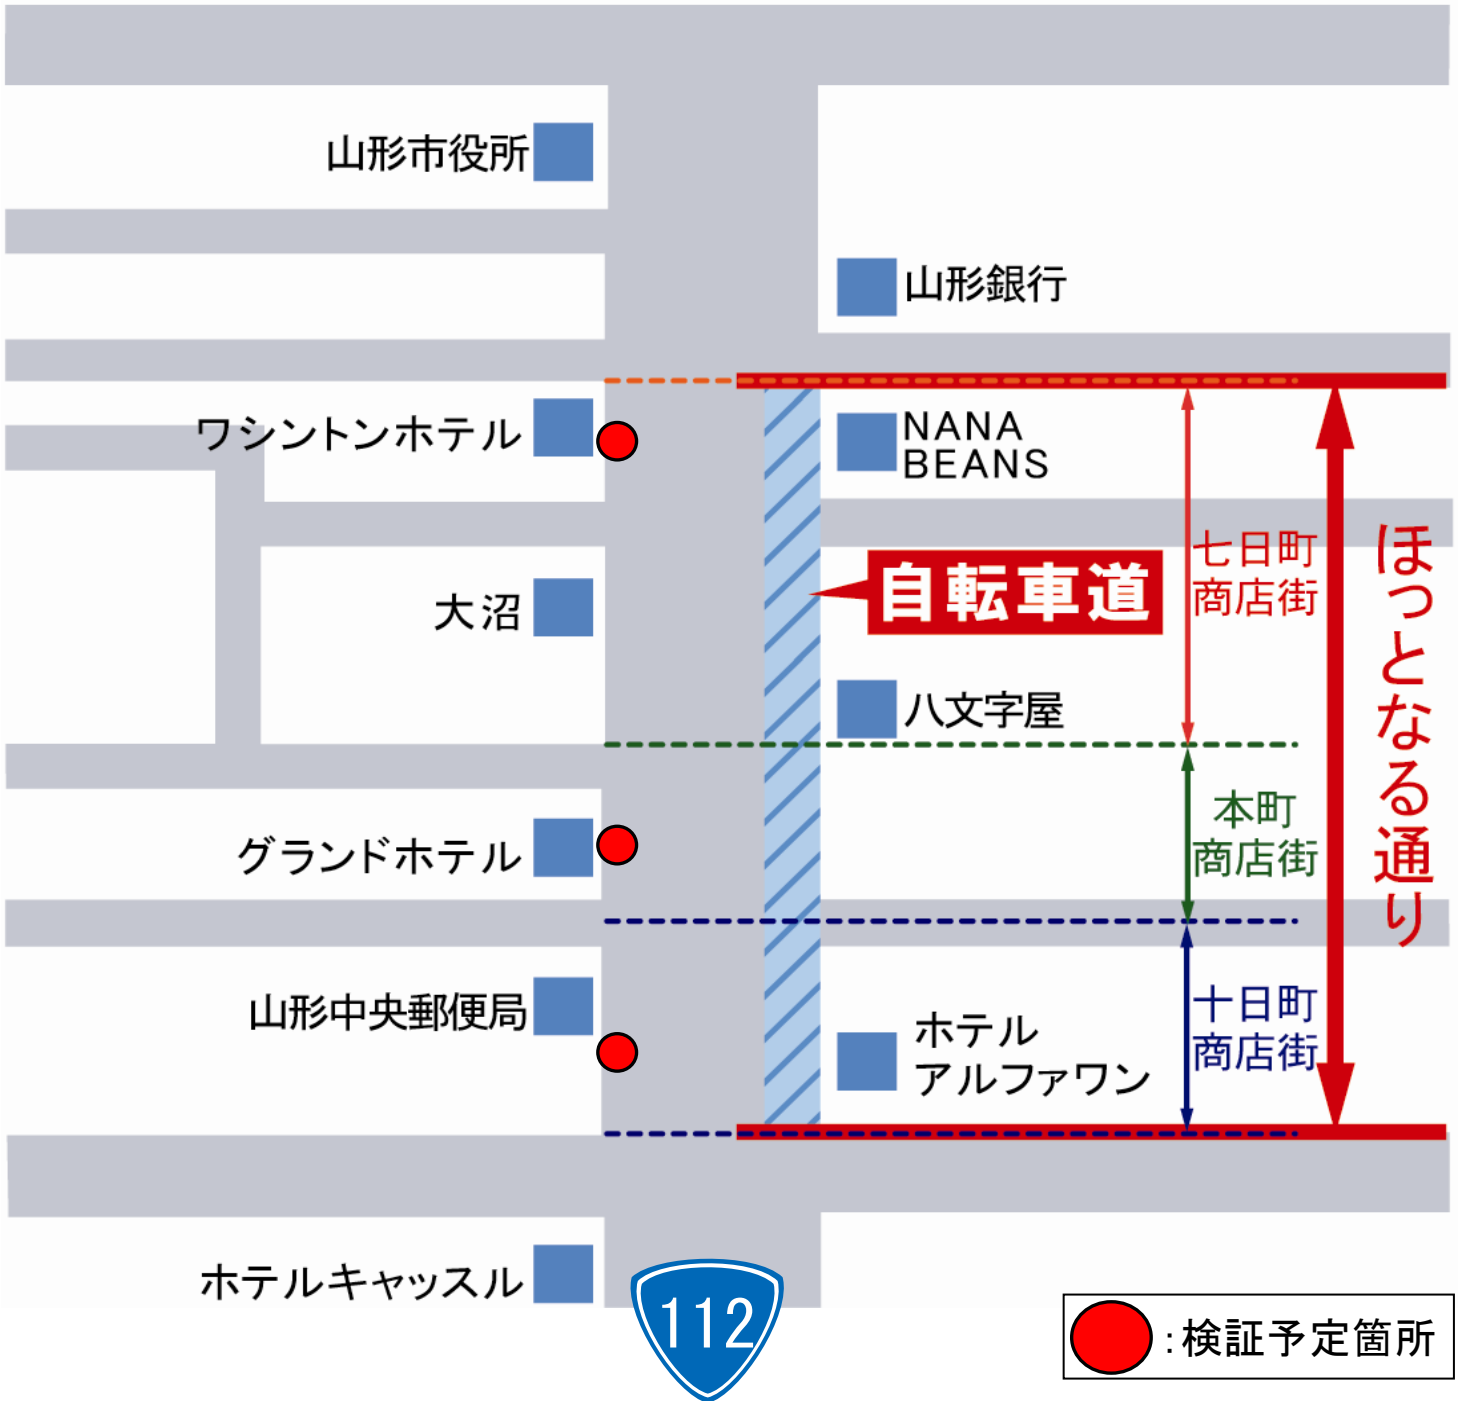 山形市役所
山形銀行
ワシントンホテル
NANA
BEANS
七日町
商店街
ほっとなる通り
自転車道
大沼
八文字屋
本町
商店街
グランドホテル
山形中央郵便局
十日町
商店街
ホテル
アルファワン
ホテルキャッスル
112
:検証予定箇所